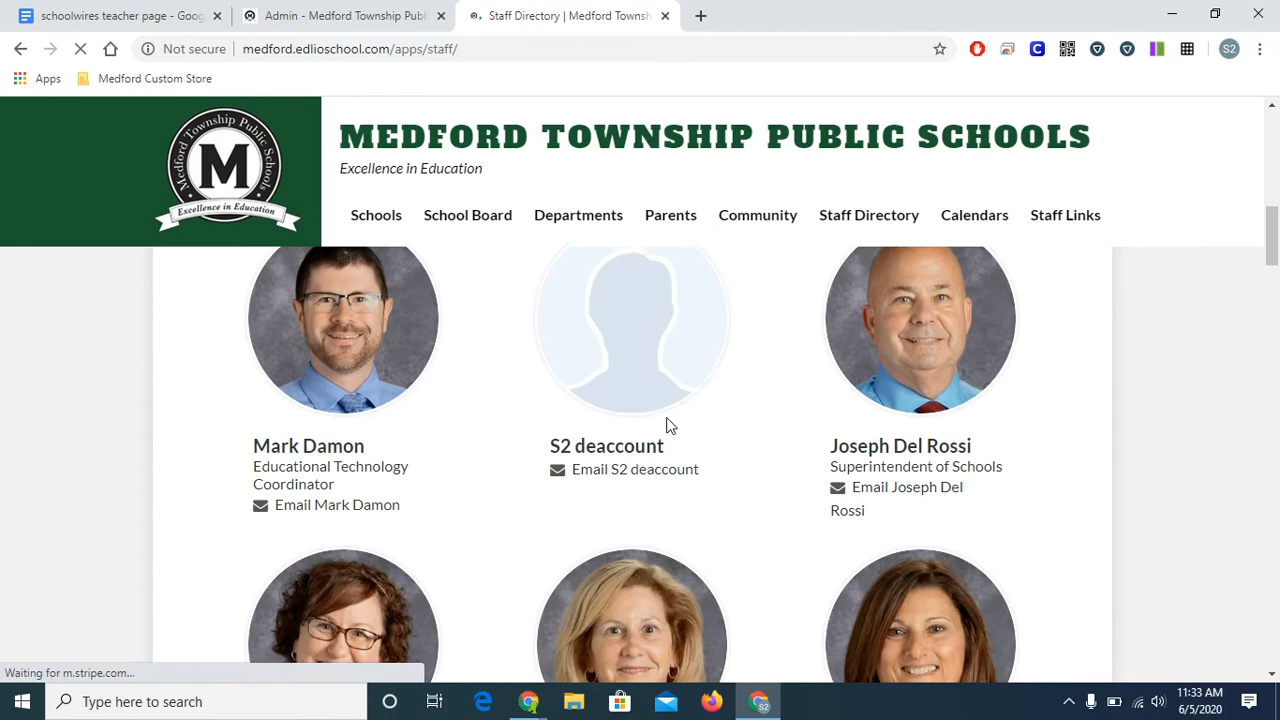 schoolwires teacher page - Goog
Admin - Medford Township Publi
Staff Directory | Medford Townsh
Not secure
medford.edlioschool.com/apps/staff/
S2
Apps
Medford Custom Store
Medford Township Public Schools
M
Excellence in Education
MEDFORD TOWNSHIP PUBLIC SCHOOLS
Excellence in Education
Schools
School Board
Departments
Parents
Community
Staff Directory
Calendars
Staff Links
Mark Damon
Educational Technology
Coordinator
Email Mark Damon
S2 deaccount
Email S2 deaccount
Joseph Del Rossi
Superintendent of Schools
Email Joseph Del
Rossi
Waiting for m.stripe.com...
Type here to search
11:33 AM
6/5/2020